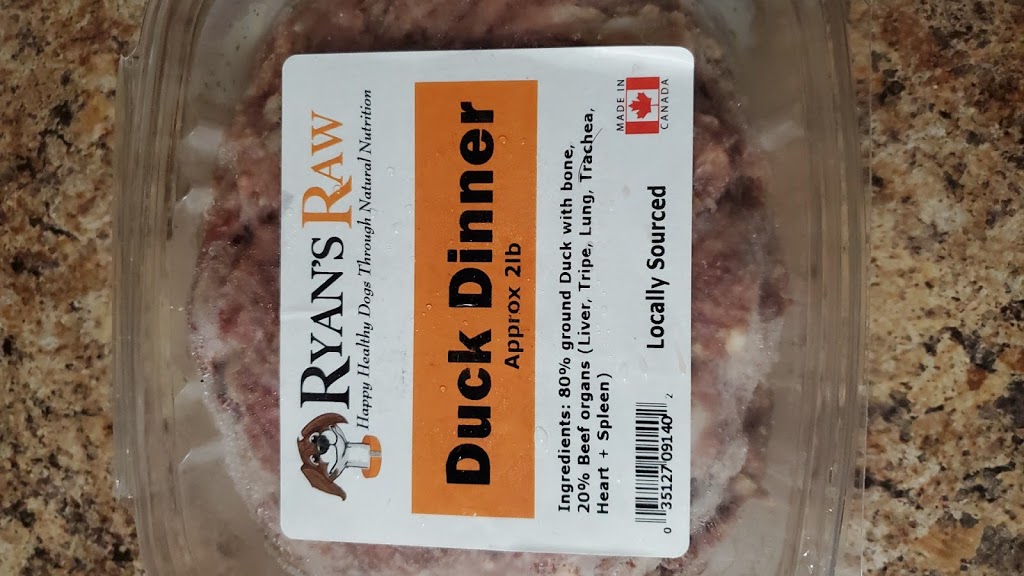 RYAN'S RAW
Happy Healthy Dogs Through Natural Nutrition
Duck Dinner
Approx 2lb
Ingredients: 80% ground Duck with bone,
20% Beef organs (Liver, Tripe, Lung, Trachea,
Heart + Spleen)
0 35127 09140 2
Locally Sourced
MADE IN
CANADA